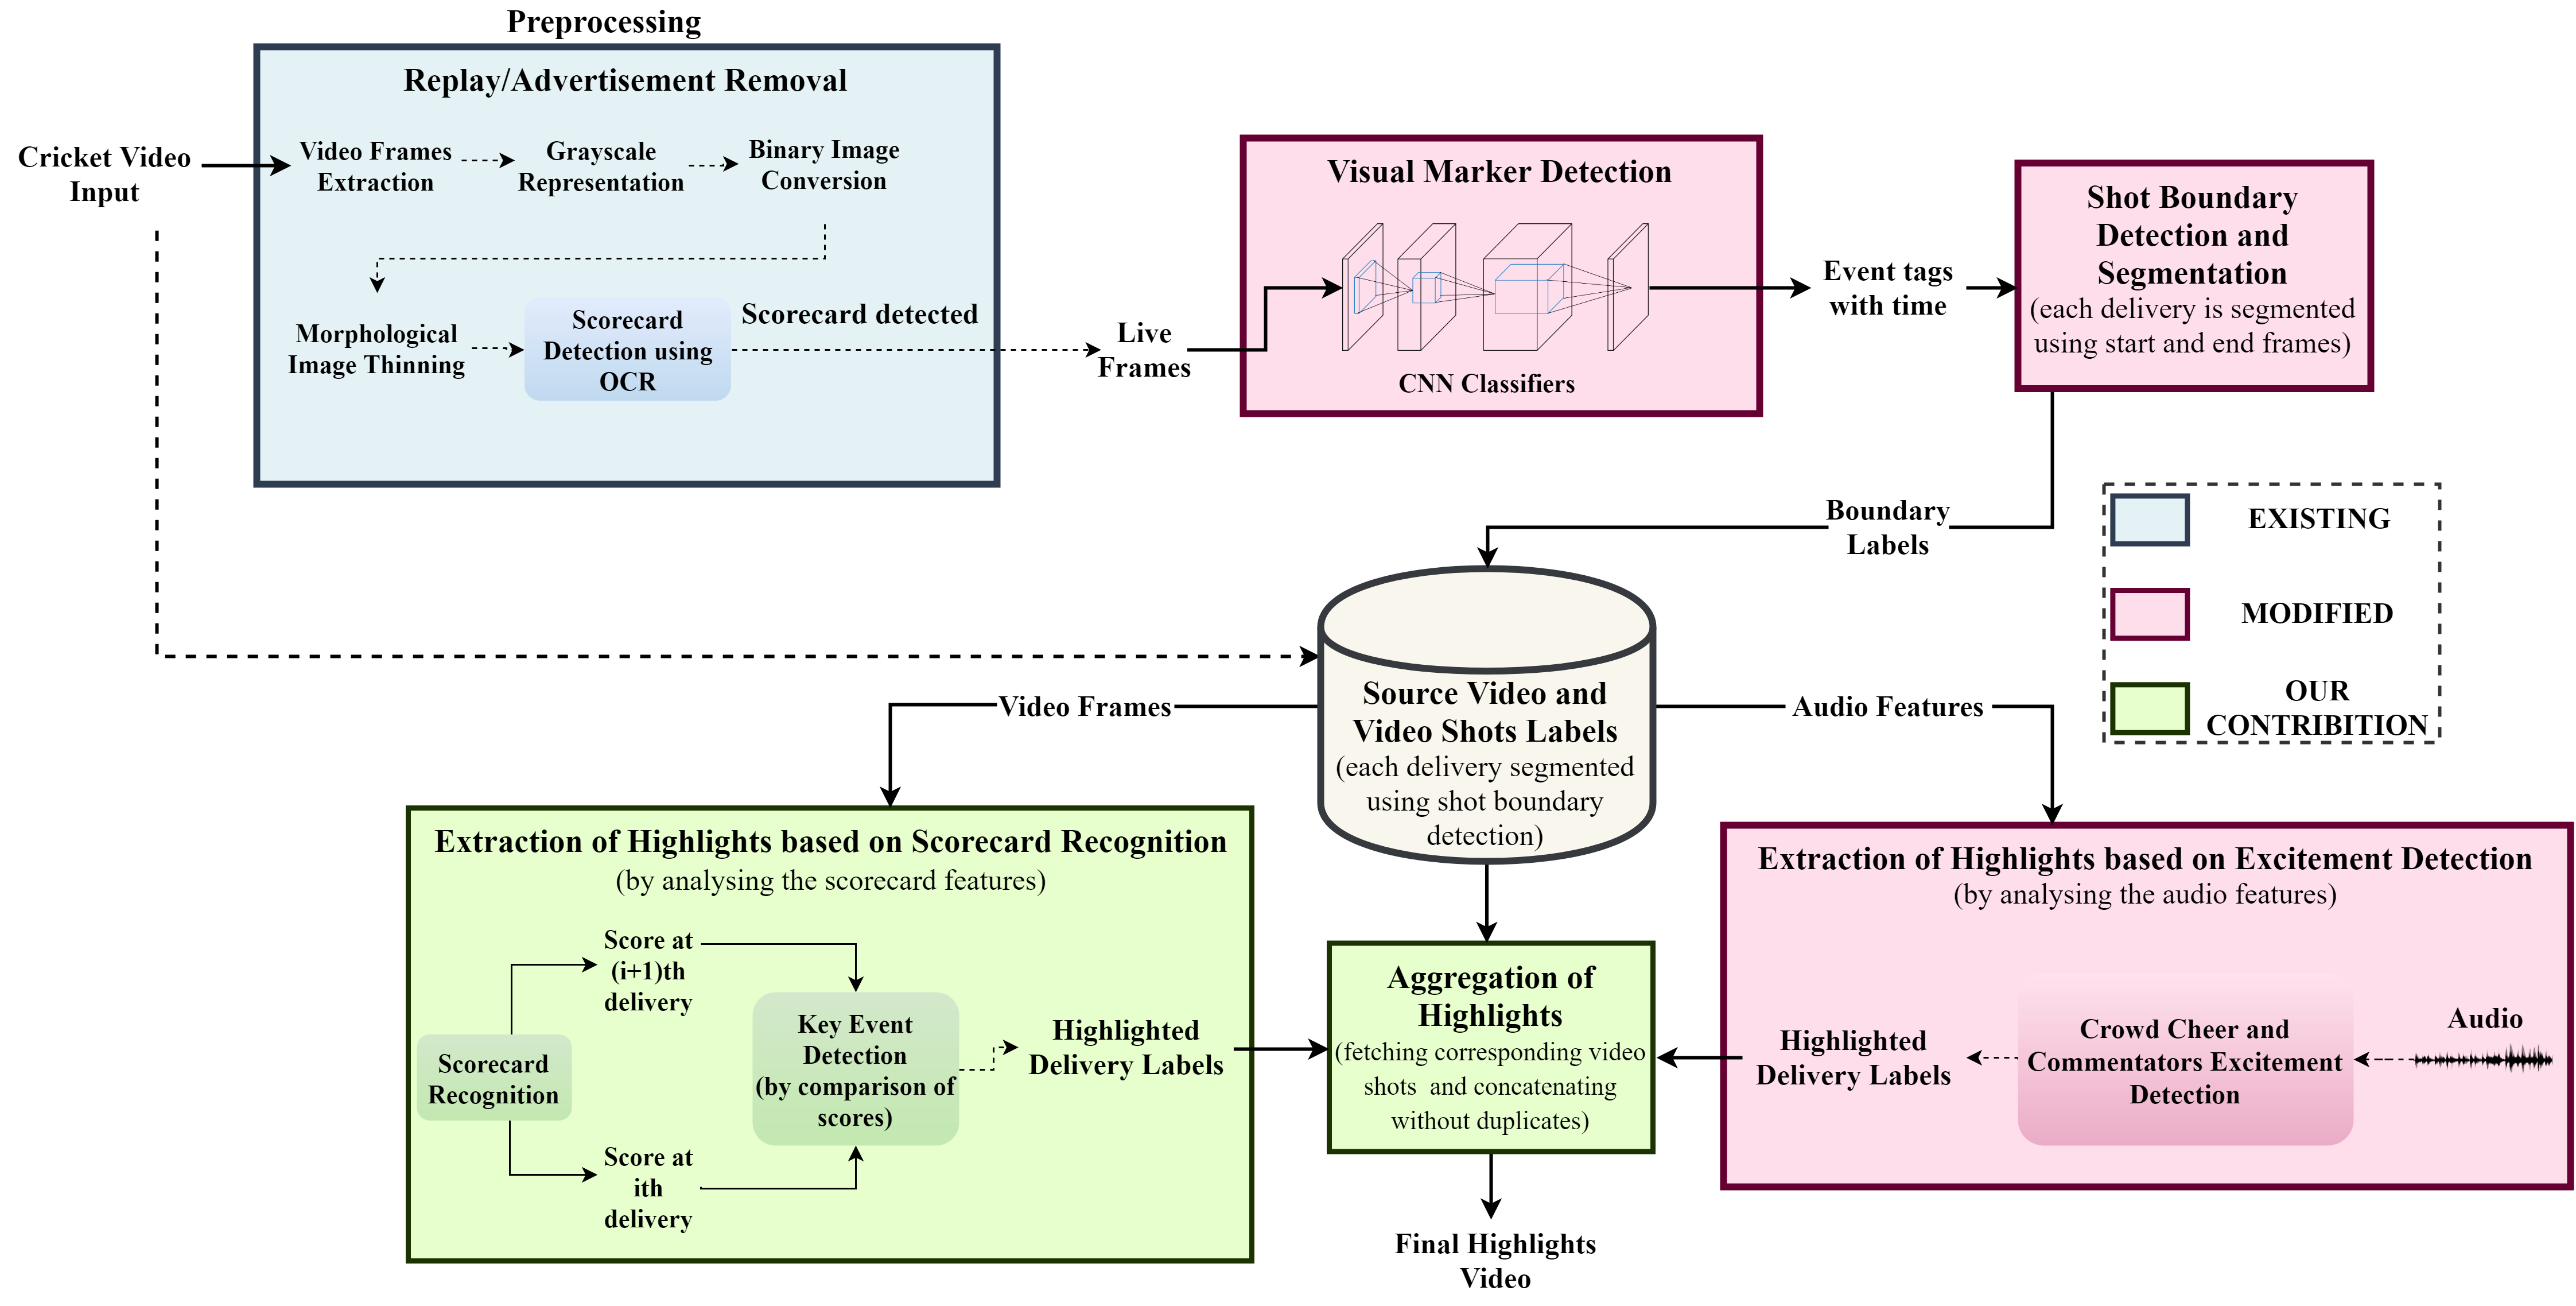 Preprocessing
Replay/Advertisement Removal
Cricket Video
Input
Video Frames
Extraction
Grayscale
Representation
Binary Image
Conversion
Morphological
Image Thinning
Scorecard
Detection using
OCR
Scorecard detected
Live
Frames
Visual Marker Detection
CNN Classifiers
Event tags
with time
Shot Boundary
Detection and
Segmentation
(each delivery is segmented
using start and end frames)
Boundary
Labels
EXISTING
MODIFIED
OUR
CONTRIBITION
Source Video and
Video Shots Labels
(each delivery segmented
using shot boundary
detection)
Video Frames
Audio Features
Extraction of Highlights based on Scorecard Recognition
(by analysing the scorecard features)
Scorecard
Recognition
Score at
(i+1)th
delivery
Score at
ith
delivery
Key Event
Detection
(by comparison of
scores)
Highlighted
Delivery Labels
Aggregation of
Highlights
(fetching corresponding video
shots and concatenating
without duplicates)
Final Highlights
Video
Extraction of Highlights based on Excitement Detection
(by analysing the audio features)
Highlighted
Delivery Labels
Crowd Cheer and
Commentators Excitement
Detection
Audio